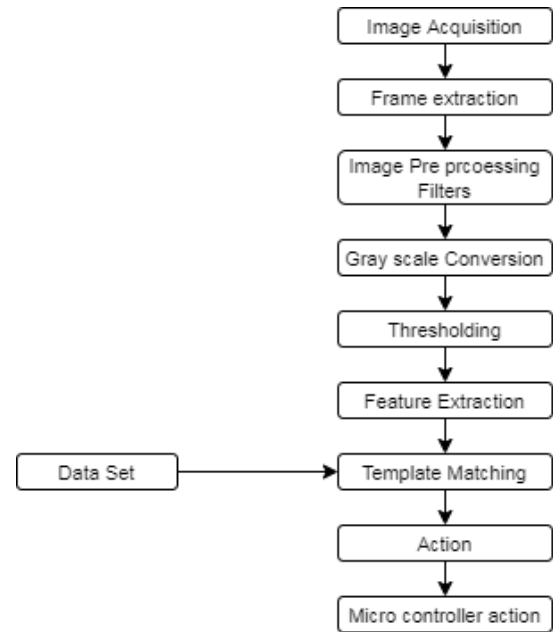 Image Acquisition
Frame extraction
Image Pre prcoessing
Filters
Gray scale Conversion
Thresholding
Feature Extraction
Data Set
Template Matching
Action
Micro controller action